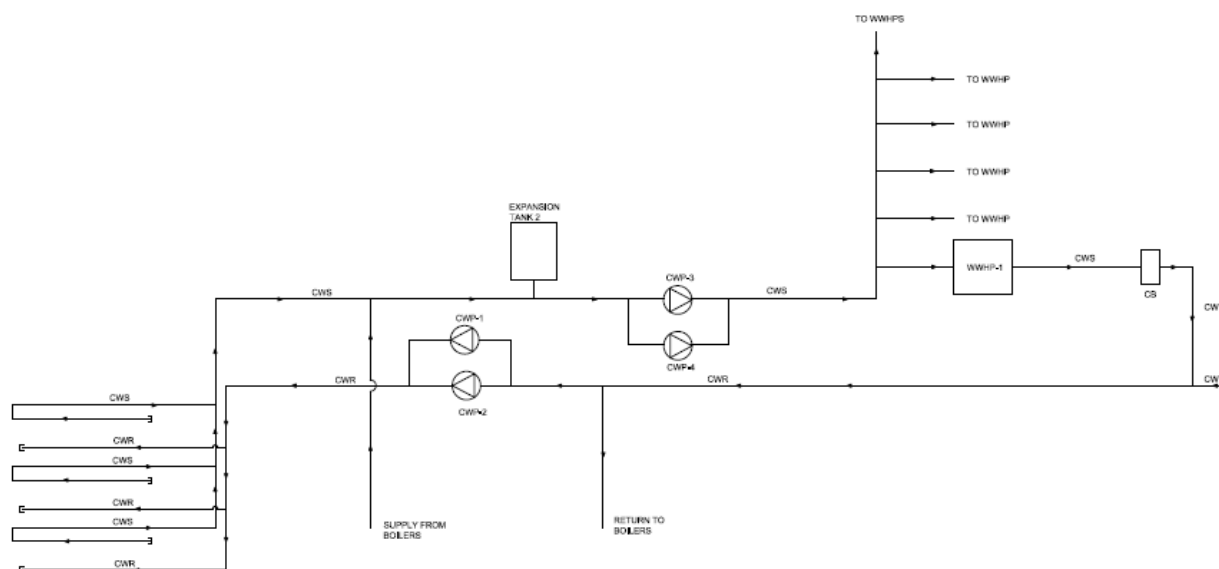 TO WWHPS
TO WWHP
TO WWHP
TO WWHP
TO WWHP
EXPANSION
TANK 2
WWHP-1
CWS
CB
CWP-3
CWS
CWS
CWP-4
CWP-1
CWP-2
CWR
CWR
CW
CW
CWS
CWR
CWS
CWR
CWS
CWR
SUPPLY FROM
BOILERS
RETURN TO
BOILERS